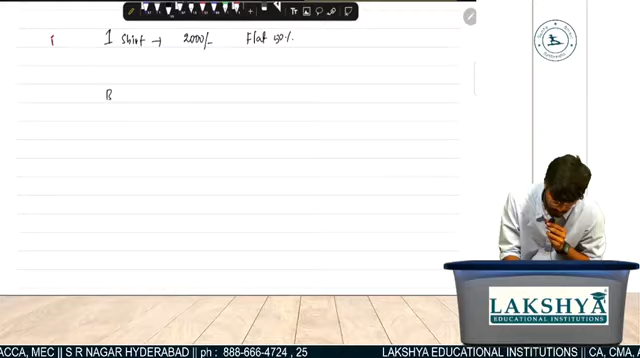 Tr
1 Shirt → 2000/- Flat 50%.
B
LAKSHYA
EDUCATIONAL INSTITUTIONS
ACCA, MEC || S R NAGAR HYDERABAD || ph : 888-666-4724 , 25 LAKSHYA EDUCATIONAL INSTITUTIONS || CA, CMA, A